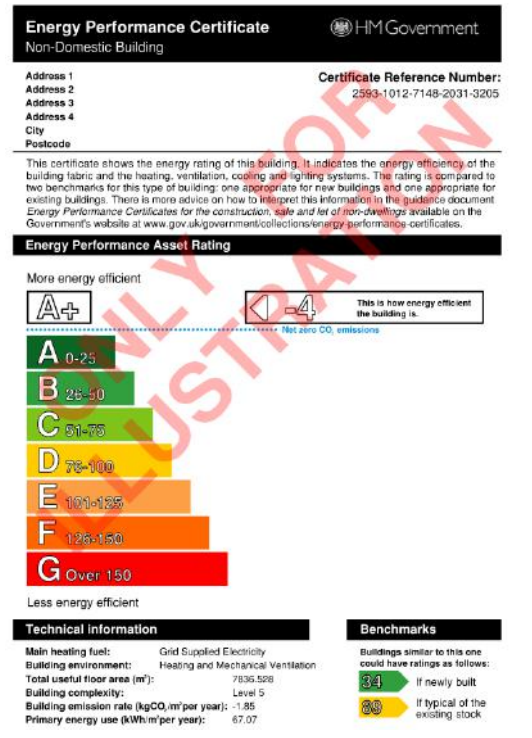 Energy Performance Certificate
HM Government
Non-Domestic Building
Address 1
Address 2
Address 3
Address 4
City
Postcode
Certificate Reference Number:
2593-1012-7148-2031-3205
This certificate shows the energy rating of this building. It indicates the energy efficiency of the
building fabric and the heating, ventilation, cooling and lighting systems. The rating is compared to
two benchmarks for this type of building: one appropriate for new buildings and one appropriate for
existing buildings. There is more advice on how to interpret this information in the guidance document
Energy Performance Certificates for the construction, sale and let of non-dwellings available on the
Government's website at www.gov.uk/government/collections/energy-performance-certificates.
Energy Performance Asset Rating
More energy efficient
A+
-4
This is how energy efficient
the building is.
Net zero CO₂ emissions
A 0-25
B 26-50
C 51-75
D 76-100
E 101-125
F 126-150
G Over 150
Less energy efficient
ONLY FOR
ILLUSTRATION
Technical information
Main heating fuel: Grid Supplied Electricity
Building environment: Heating and Mechanical Ventilation
Total useful floor area (m²): 7836.528
Building complexity: Level 5
Building emission rate (kgCO₂/m²per year): -1.85
Primary energy use (kWh/m²per year): 67.07
Benchmarks
Buildings similar to this one
could have ratings as follows:
34 If newly built
89 If typical of the
existing stock